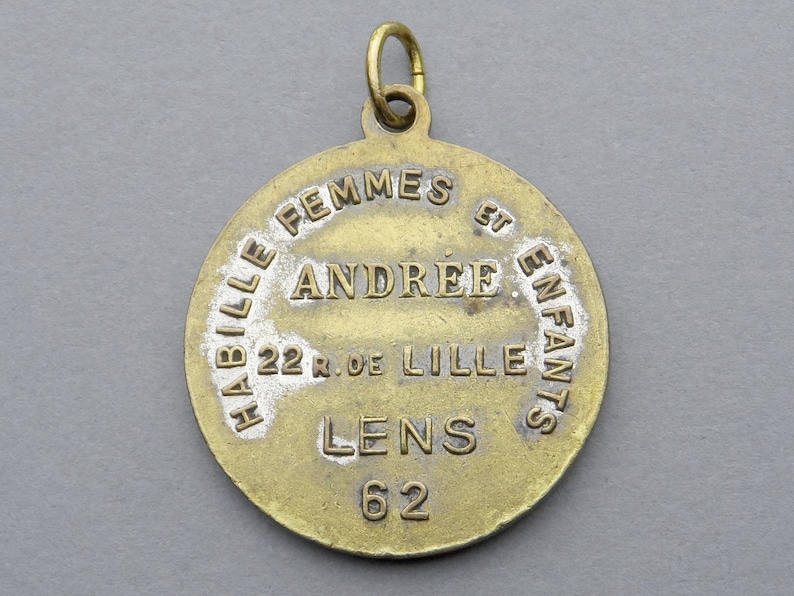 HABILLE FEMMES ET ENFANTS
ANDRÉE
22 R. DE LILLE
LENS
62